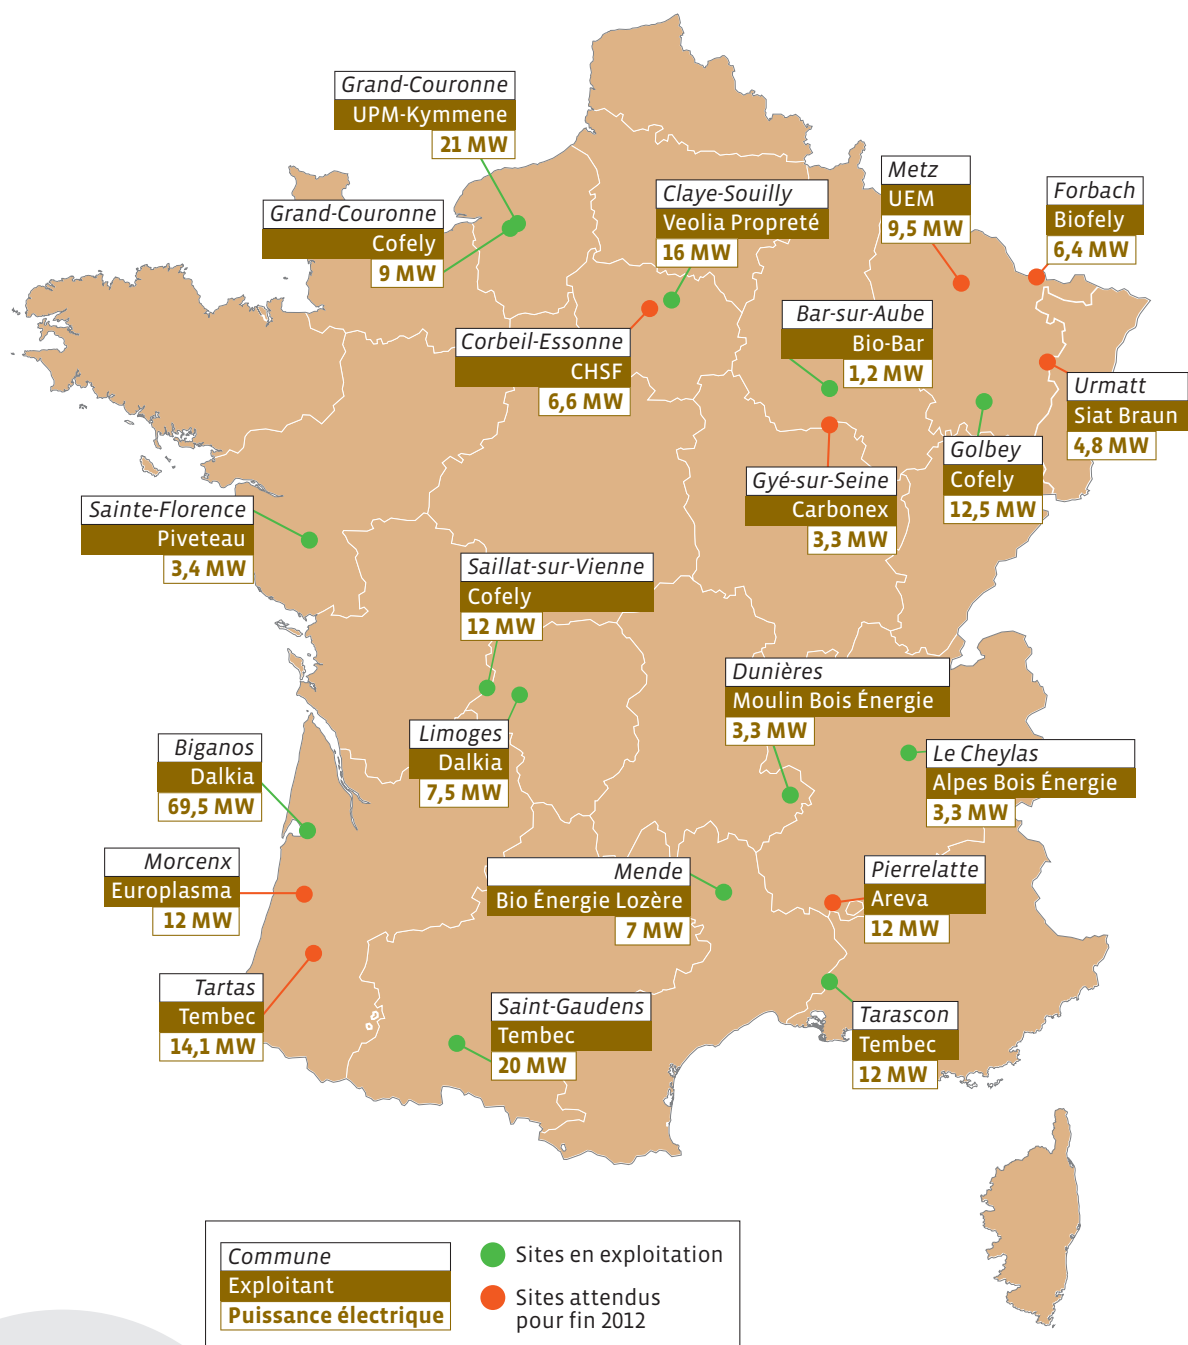 Grand-Couronne
UPM-Kymmene
21 MW
Grand-Couronne
Cofely
9 MW
Claye-Souilly
Veolia Propreté
16 MW
Metz
UEM
9,5 MW
Forbach
Biofely
6,4 MW
Corbeil-Essonne
CHSF
6,6 MW
Bar-sur-Aube
Bio-Bar
1,2 MW
Urmatt
Siat Braun
4,8 MW
Golbey
Cofely
12,5 MW
Gyé-sur-Seine
Carbonex
3,3 MW
Sainte-Florence
Piveteau
3,4 MW
Saillat-sur-Vienne
Cofely
12 MW
Dunières
Moulin Bois Énergie
3,3 MW
Limoges
Dalkia
7,5 MW
Biganos
Dalkia
69,5 MW
Le Cheylas
Alpes Bois Énergie
3,3 MW
Morcenx
Europlasma
12 MW
Mende
Bio Énergie Lozère
7 MW
Pierrelatte
Areva
12 MW
Tartas
Tembec
14,1 MW
Saint-Gaudens
Tembec
20 MW
Tarascon
Tembec
12 MW
Commune
Exploitant
Puissance électrique
Sites en exploitation
Sites attendus
pour fin 2012